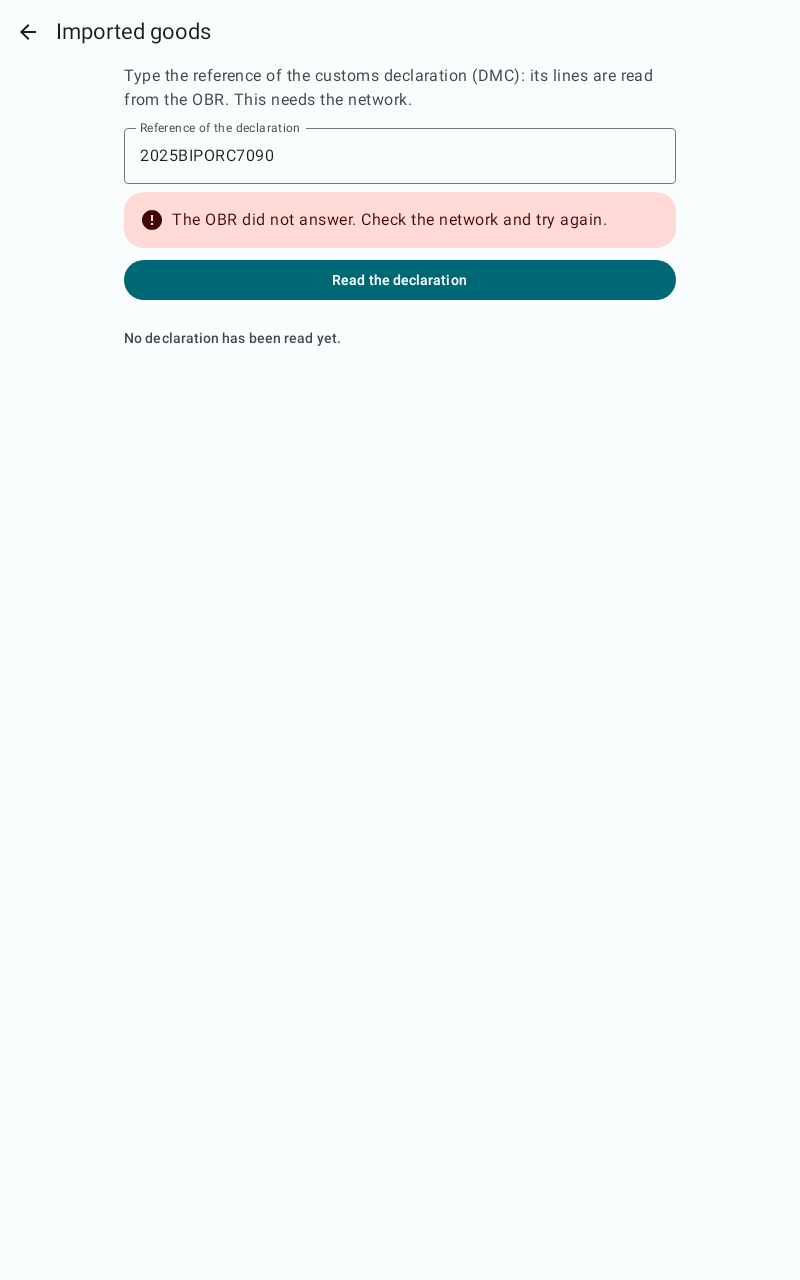 Imported goods
Type the reference of the customs declaration (DMC): its lines are read
from the OBR. This needs the network.
Reference of the declaration
2025BIPORC7090
The OBR did not answer. Check the network and try again.
Read the declaration
No declaration has been read yet.